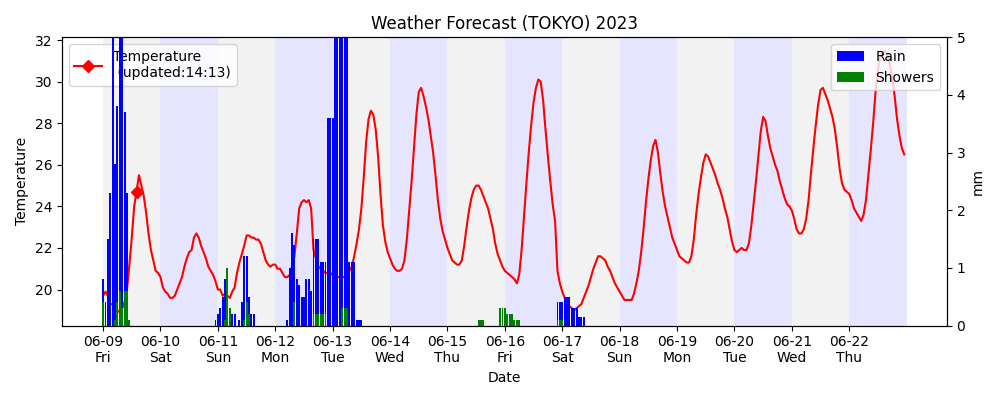 Weather Forecast (TOKYO) 2023
Temperature
(updated:14:13)
Rain
Showers
32
30
28
26
24
22
20
Temperature
5
4
3
2
1
0
mm
06-09 06-10 06-11 06-12 06-13 06-14 06-15 06-16 06-17 06-18 06-19 06-20 06-21 06-22
Fri Sat Sun Mon Tue Wed Thu Fri Sat Sun Mon Tue Wed Thu
Date